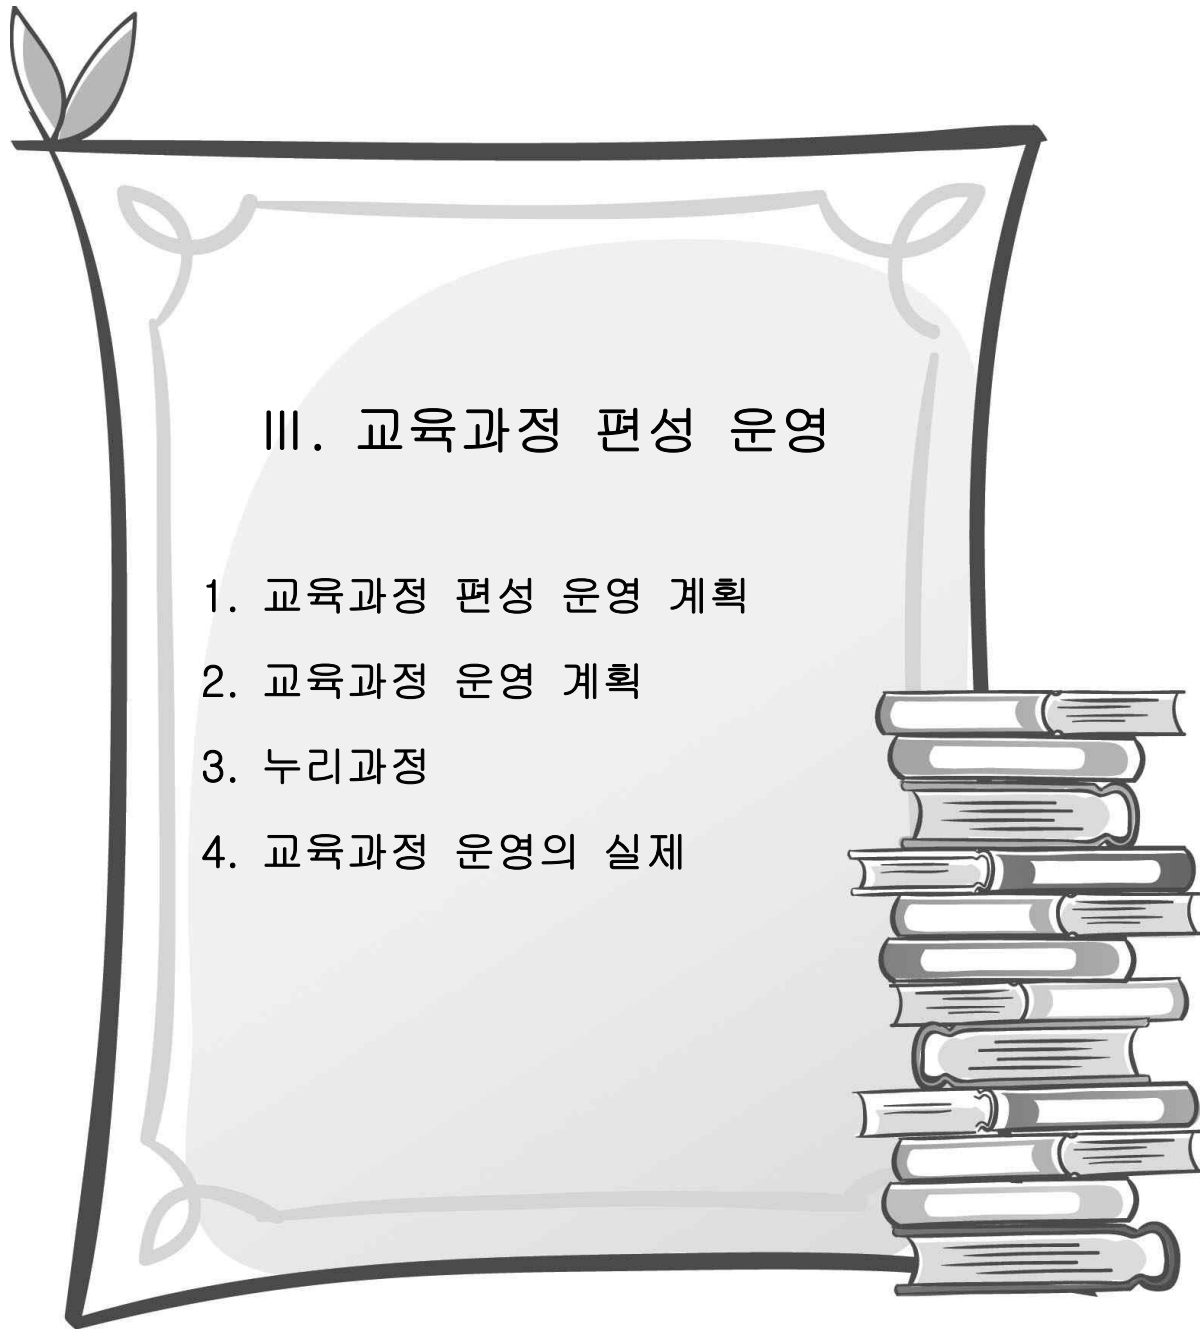 Ⅲ. 교육과정 편성 운영
1. 교육과정 편성 운영 계획
2. 교육과정 운영 계획
3. 누리과정
4. 교육과정 운영의 실제